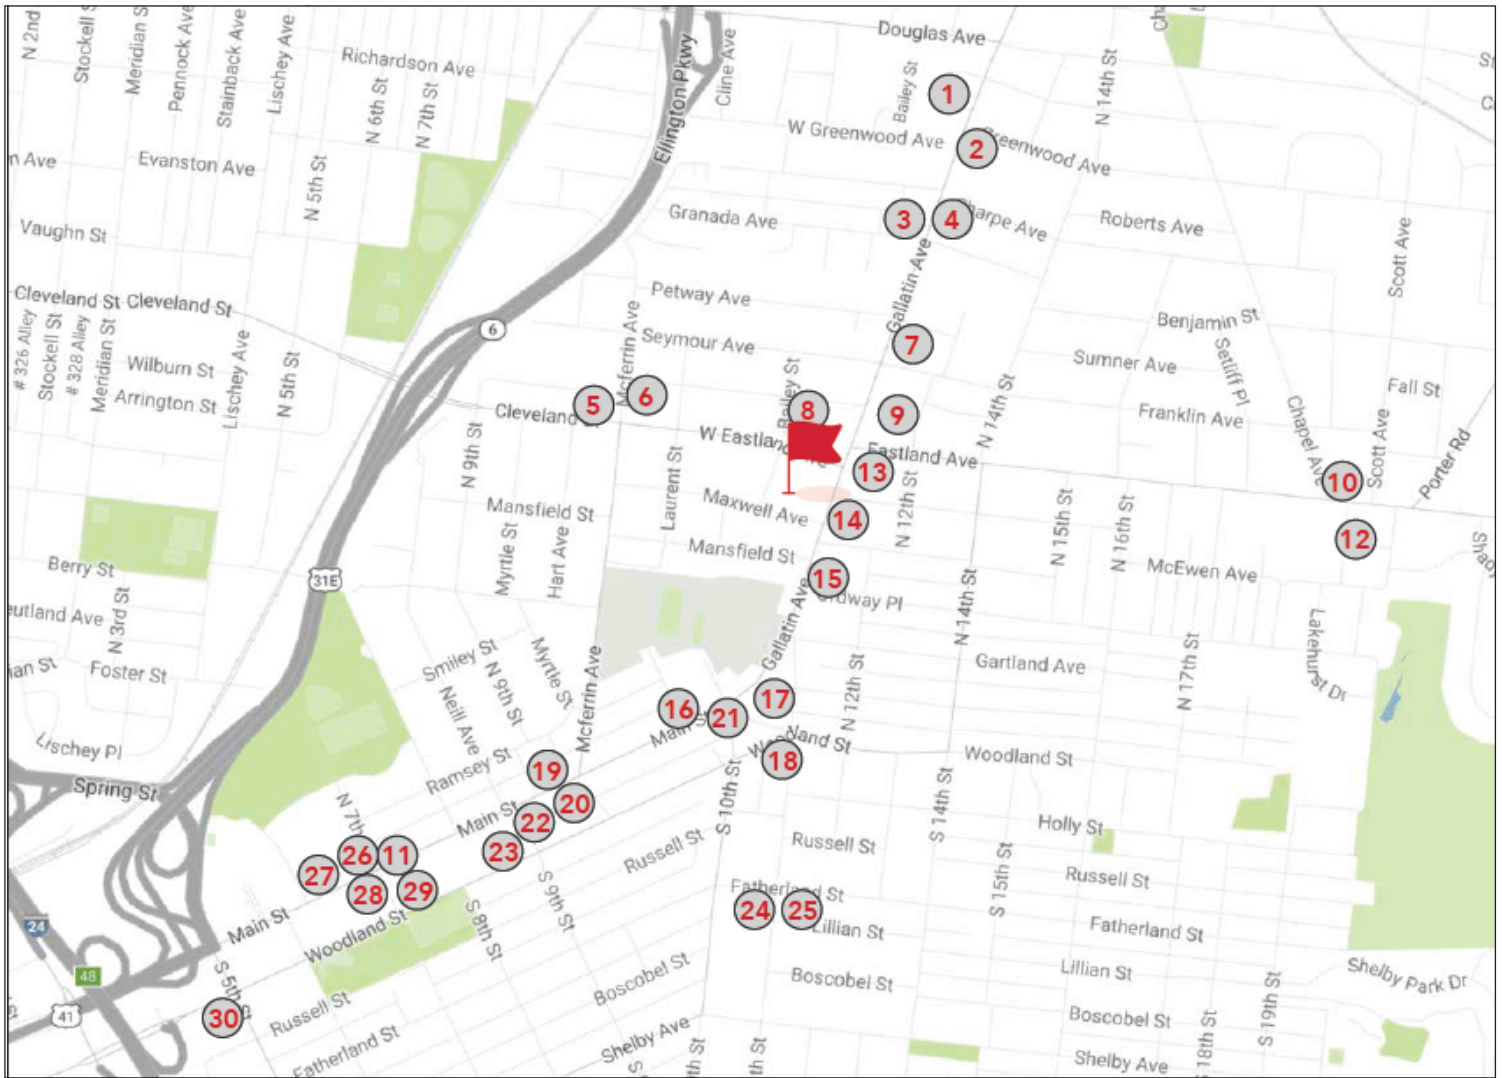 N 2nd
Stockell S
Meridian St
Pennock Ave
Stainback Ave
Lischey Ave
Richardson Ave
N 6th St
N 7th St
Ellington Pkwy
Cline Ave
Douglas Ave
Bailey St
1
N 14th St
St
W Greenwood Ave
2
Greenwood Ave
n Ave
Evanston Ave
N 5th St
Granada Ave
3
4
Sharpe Ave
Roberts Ave
Scott Ave
Vaughn St
Gallatin Ave
Cleveland St
Cleveland St
Petway Ave
6
Mcferrin Ave
Seymour Ave
7
Benjamin St
Sumner Ave
Setliff Pl
# 326 Alley
Stockell St
# 328 Alley
Meridian St
Wilburn St
Arrington St
Lischey Ave
N 5th St
Cleveland
5
6
Bailey St
8
9
N 14th St
Franklin Ave
Fall St
Chapel Ave
Scott Ave
Porter Rd
10
N 9th St
W Eastland Ave
Eastland Ave
13
Laurent St
Mansfield St
Maxwell Ave
14
N 12th St
N 15th St
N 16th St
12
Shady
Myrtle St
Hart Ave
Mansfield St
McEwen Ave
Berry St
31E
15
Ordway Pl
N 14th St
eutland Ave
N 3rd St
Gallatin Ave
Lakehurst Dr
ian St
Foster St
Smiley St
N 9th St
Myrtle St
Mcferrin Ave
Neill Ave
Gartland Ave
N 17th St
N 12th St
16
21
17
Main St
Woodland St
18
Woodland St
Lischey Pl
Spring St
Ramsey St
19
20
22
23
Main St
S 10th St
S 14th St
Holly St
N 7th
26
11
27
28
29
Russell St
Russell St
S 15th St
Russell St
S 9th St
Fatherland St
24
25
Lillian St
Fatherland St
24
Main St
Woodland St
S 8th St
48
S 5th St
Boscobel St
Boscobel St
Lillian St
Shelby Park Dr
41
30
Russell St
Fatherland St
Shelby Ave
Boscobel St
S 18th St
S 19th St
Shelby Ave